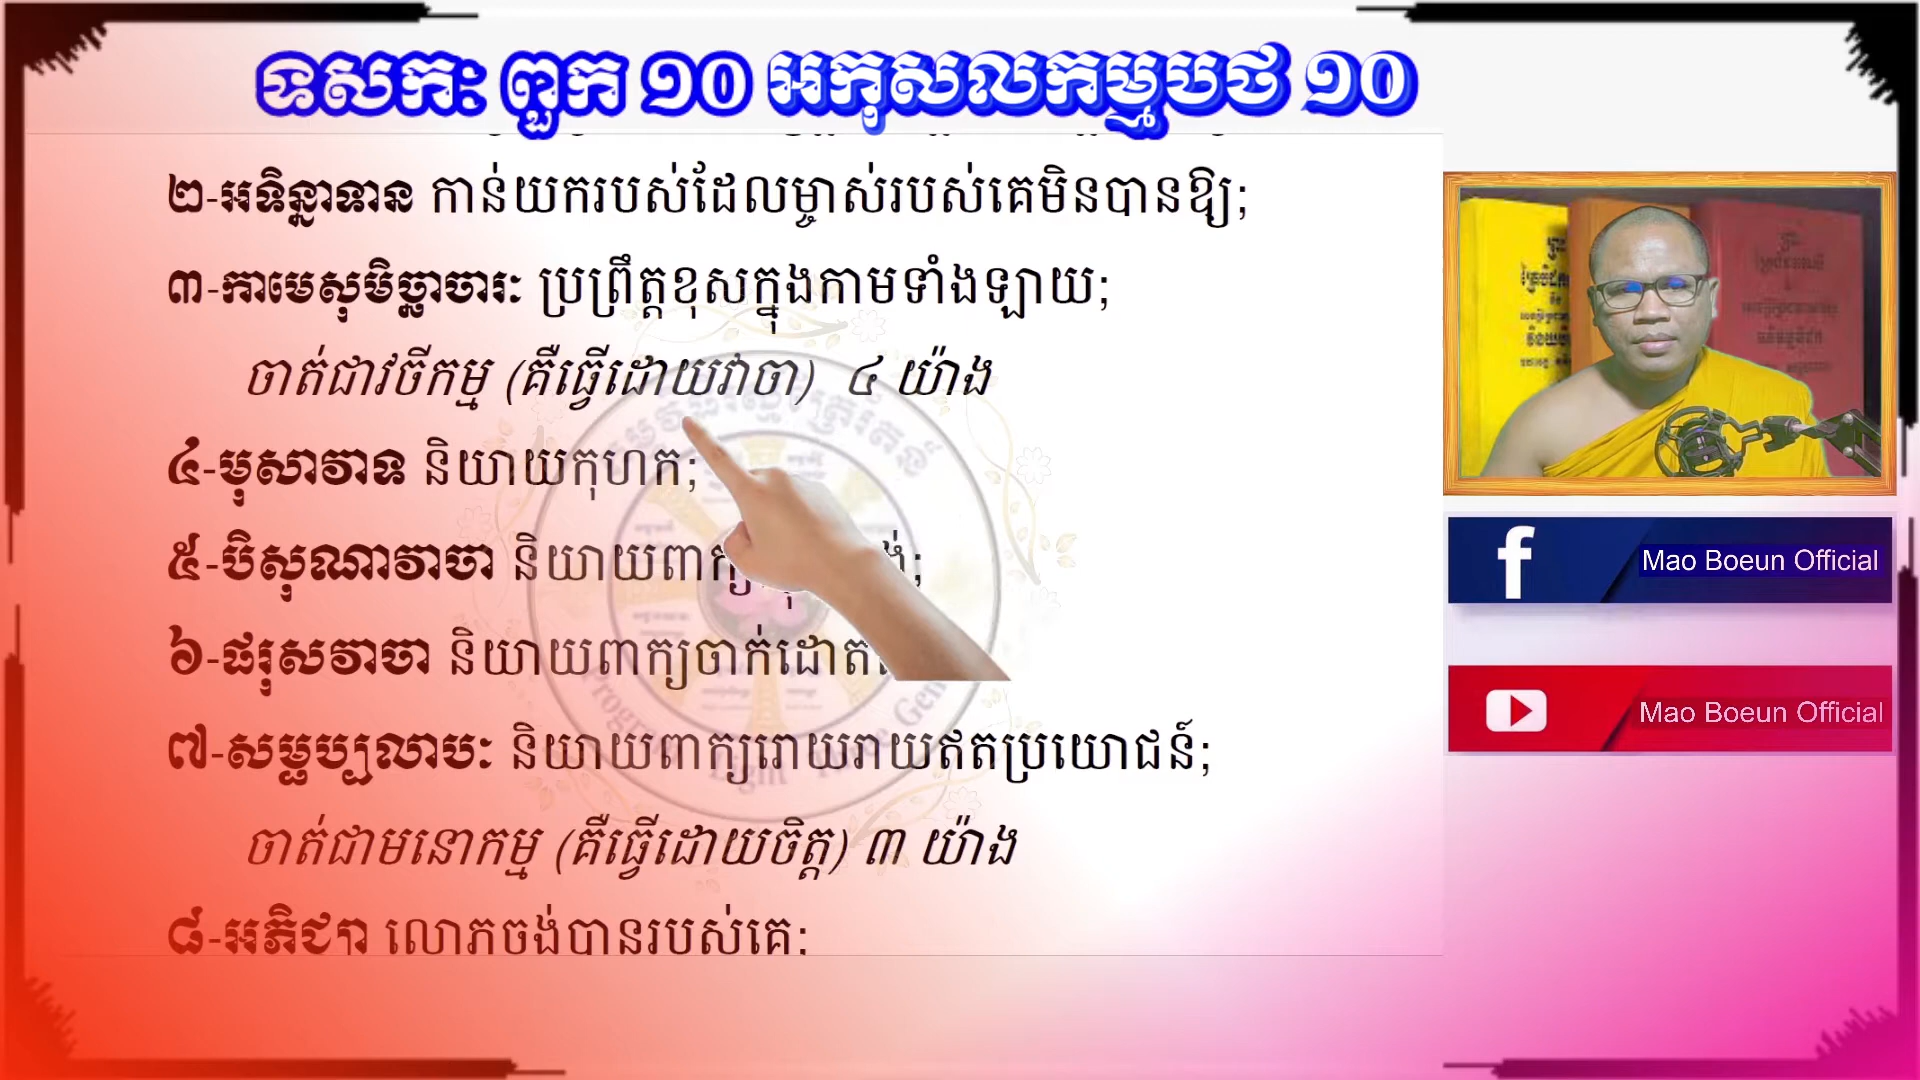 ទសកៈ ពួក ១០ អកុសលកម្មបថ ១០
២-អទិន្នាទាន កាន់យករបស់ដែលម្ចាស់របស់គេមិនបានឱ្យ;
៣-កាមេសុមិច្ឆាចារៈ ប្រព្រឹត្តខុសក្នុងកាមទាំងឡាយ;
ចាត់ជាវចីកម្ម (គឺធ្វើដោយវាចា) ៤ យ៉ាង
៤-មុសាវាទ និយាយកុហក;
៥-បិសុណាវាចា និយាយពាក្យ
៦-ផរុសវាចា និយាយពាក្យចាក់ដោត
៧-សម្ផប្បលាបៈ និយាយពាក្យរោយរាយឥតប្រយោជន៍;
ចាត់ជាមនោកម្ម (គឺធ្វើដោយចិត្ត) ៣ យ៉ាង
៨-អភិជ្ឈា លោភចង់បានរបស់គេ;
Mao Boeun Official
Mao Boeun Official